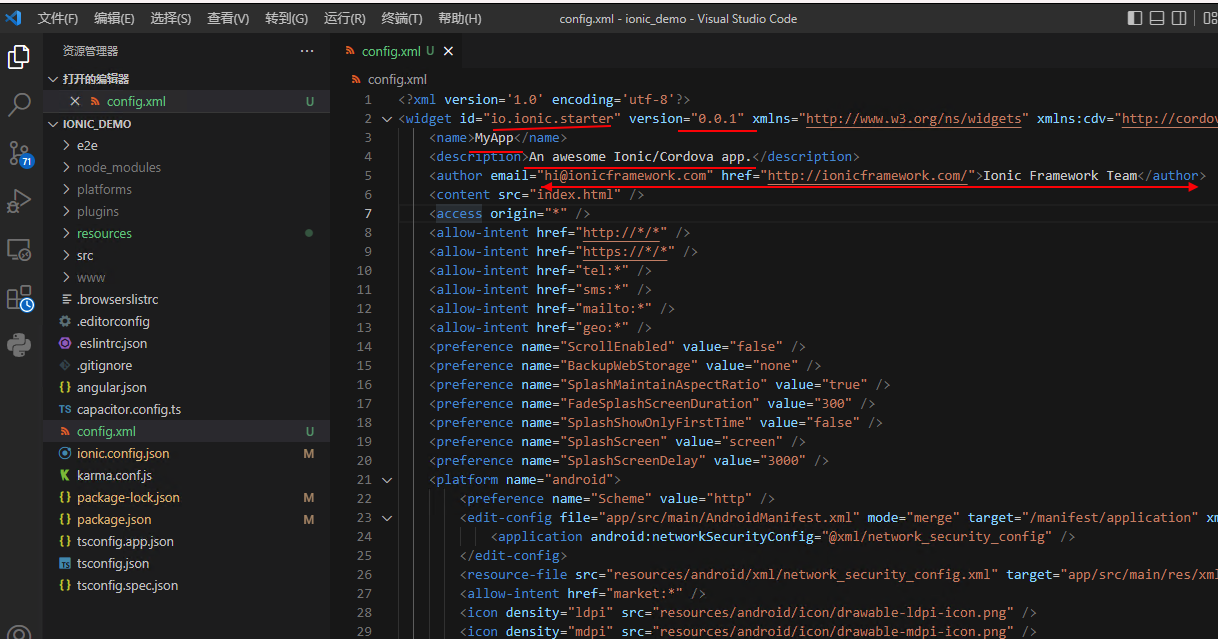 文件(F) 编辑(E) 选择(S) 查看(V) 转到(G) 运行(R) 终端(T) 帮助(H) config.xml - ionic_demo - Visual Studio Code
资源管理器 ···
打开的编辑器
config.xml U
IONIC_DEMO
e2e
node_modules
platforms
plugins
resources
src
www
.browserslistrc
.editorconfig
.eslintrc.json
.gitignore
{} angular.json
TS capacitor.config.ts
config.xml U
ionic.config.json M
karma.conf.js
{} package-lock.json M
{} package.json M
{} tsconfig.app.json
TS tsconfig.json
{} tsconfig.spec.json
71
config.xml U
config.xml
1 <?xml version='1.0' encoding='utf-8'?>
2 <widget id="io.ionic.starter" version="0.0.1" xmlns="http://www.w3.org/ns/widgets" xmlns:cdv="http://cordov
3 <name>MyApp</name>
4 <description>An awesome Ionic/Cordova app.</description>
5 <author email="hi@ionicframework.com" href="http://ionicframework.com/">Ionic Framework Team</author>
6 <content src="index.html" />
7 <access origin="*" />
8 <allow-intent href="http://*/*" />
9 <allow-intent href="https://*/*" />
10 <allow-intent href="tel:*" />
11 <allow-intent href="sms:*" />
12 <allow-intent href="mailto:*" />
13 <allow-intent href="geo:*" />
14 <preference name="ScrollEnabled" value="false" />
15 <preference name="BackupWebStorage" value="none" />
16 <preference name="SplashMaintainAspectRatio" value="true" />
17 <preference name="FadeSplashScreenDuration" value="300" />
18 <preference name="SplashShowOnlyFirstTime" value="false" />
19 <preference name="SplashScreen" value="screen" />
20 <preference name="SplashScreenDelay" value="3000" />
21 <platform name="android">
22 <preference name="Scheme" value="http" />
23 <edit-config file="app/src/main/AndroidManifest.xml" mode="merge" target="/manifest/application" xm
24 <application android:networkSecurityConfig="@xml/network_security_config" />
25 </edit-config>
26 <resource-file src="resources/android/xml/network_security_config.xml" target="app/src/main/res/xml
27 <allow-intent href="market:*" />
28 <icon density="ldpi" src="resources/android/icon/drawable-ldpi-icon.png" />
29 <icon density="mdpi" src="resources/android/icon/drawable-mdpi-icon.png" />